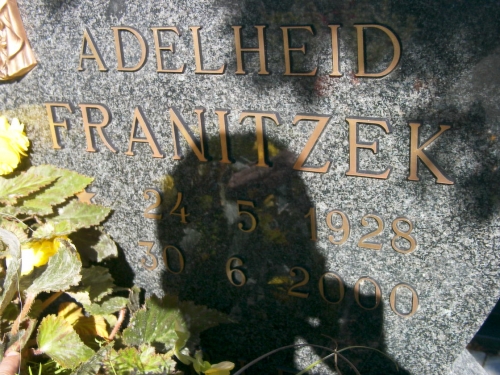 ADELHEID
FRANITZEK
24 5 1928
30 6 2000